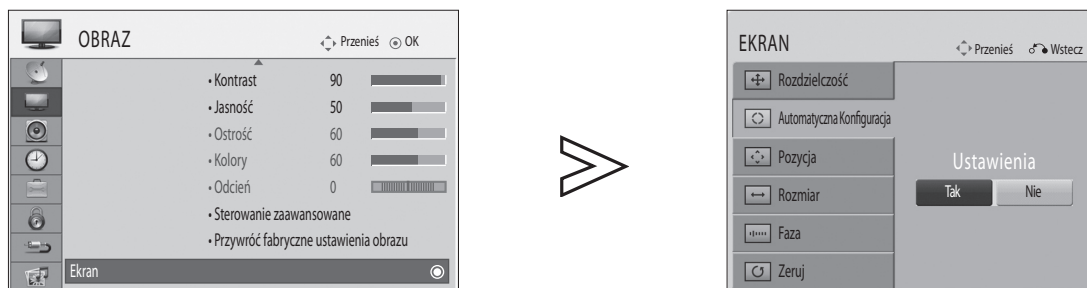 OBRAZ
Przenieś OK
• Kontrast 90
• Jasność 50
• Ostrość 60
• Kolory 60
• Odcień 0
• Sterowanie zaawansowane
• Przywróć fabryczne ustawienia obrazu
Ekran
EKRAN
Przenieś Wstecz
Rozdzielczość
Automatyczna Konfiguracja
Pozycja
Rozmiar
Faza
Zeruj
Ustawienia
Tak Nie